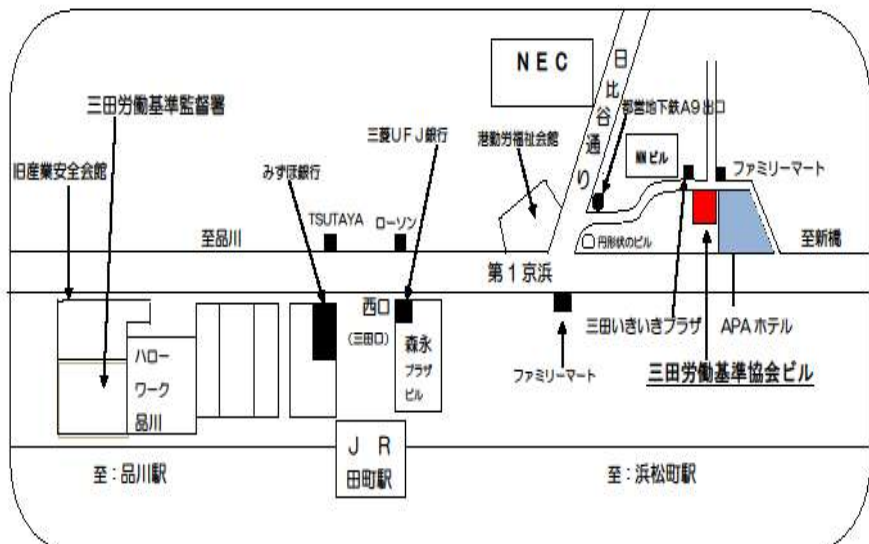 NEC
日比谷通り
都営地下鉄A9出口
三田労働基準監督署
三菱UFJ銀行
港勤労福祉会館
NNビル
ファミリーマート
旧産業安全会館
みずほ銀行
TSUTAYA
ローソン
至品川
円形状のビル
至新橋
第1京浜
西口
(三田口)
森永
プラザ
ビル
三田いきいきプラザ
APAホテル
ハロー
ワーク
品川
ファミリーマート
三田労働基準協会ビル
JR
田町駅
至:品川駅
至:浜松町駅